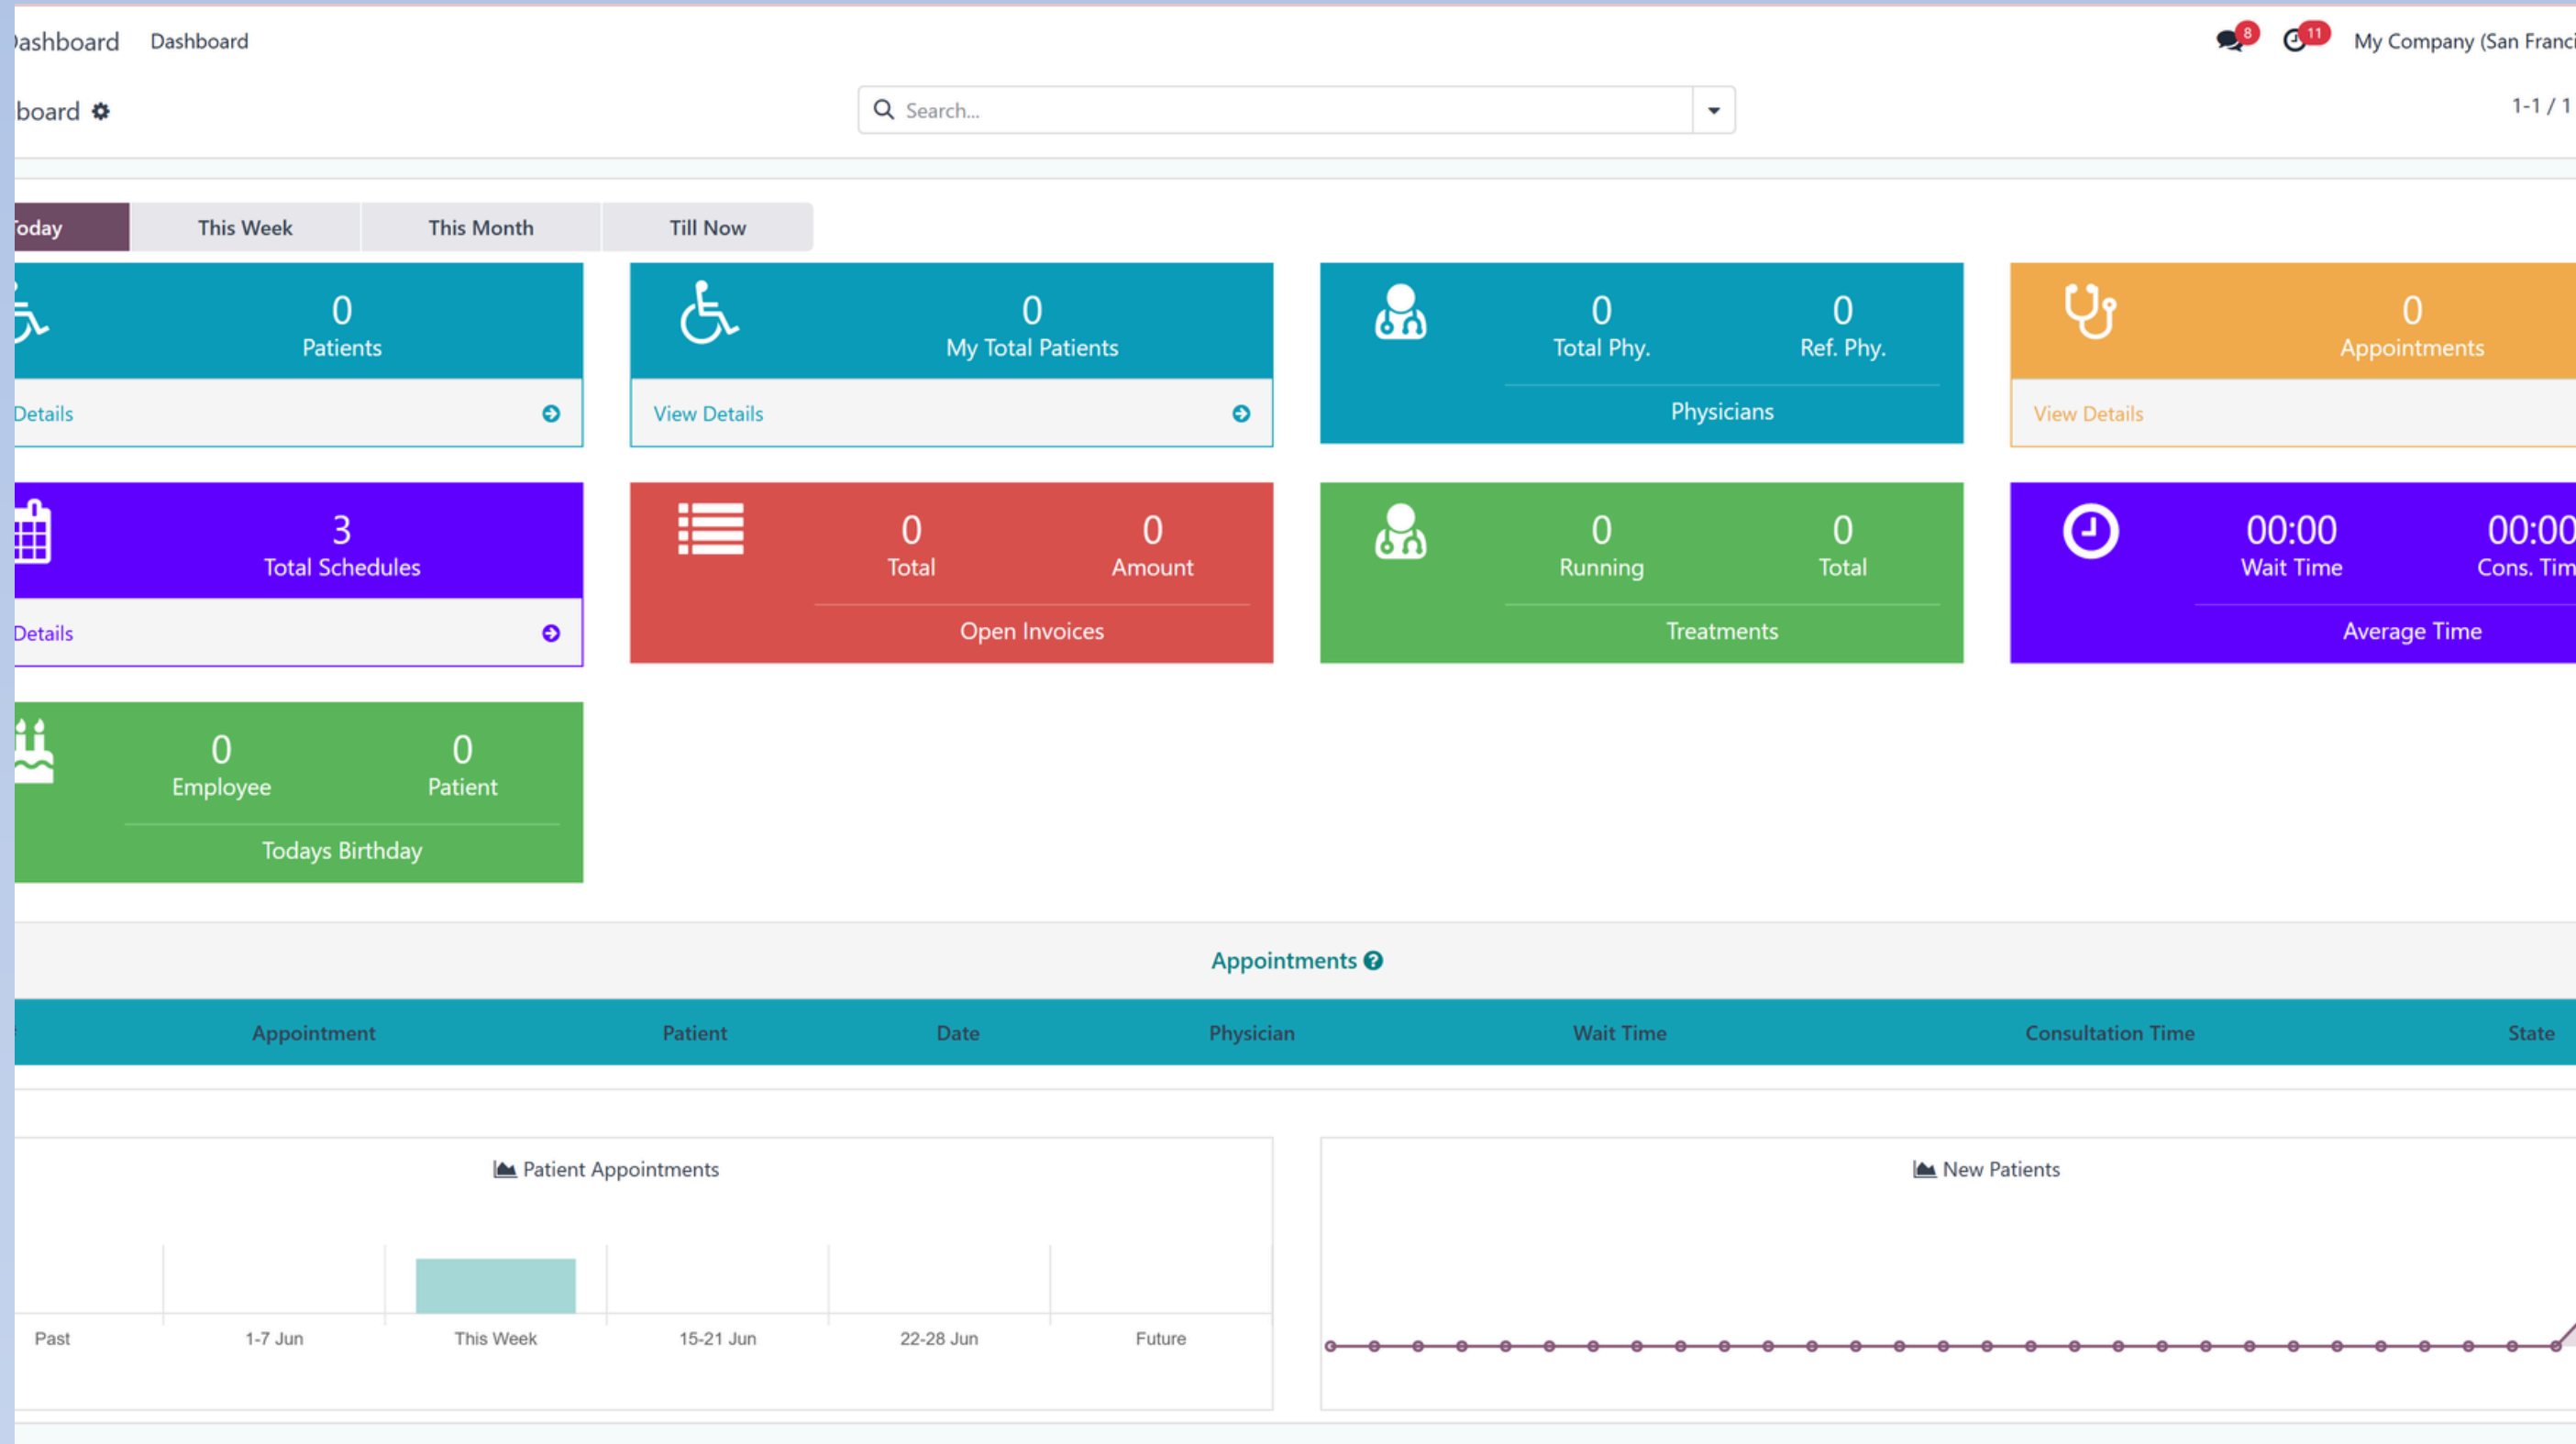 Dashboard Dashboard 8 11 My Company (San Franci
board Search... 1-1 / 1
Today This Week This Month Till Now
0
Patients
Details
0
My Total Patients
View Details
0 0
Total Phy. Ref. Phy.
Physicians
0
Appointments
View Details
3
Total Schedules
Details
0 0
Total Amount
Open Invoices
0 0
Running Total
Treatments
00:00 00:00
Wait Time Cons. Tim
Average Time
0 0
Employee Patient
Todays Birthday
Appointments ?
Appointment Patient Date Physician Wait Time Consultation Time State
Patient Appointments
Past 1-7 Jun This Week 15-21 Jun 22-28 Jun Future
New Patients